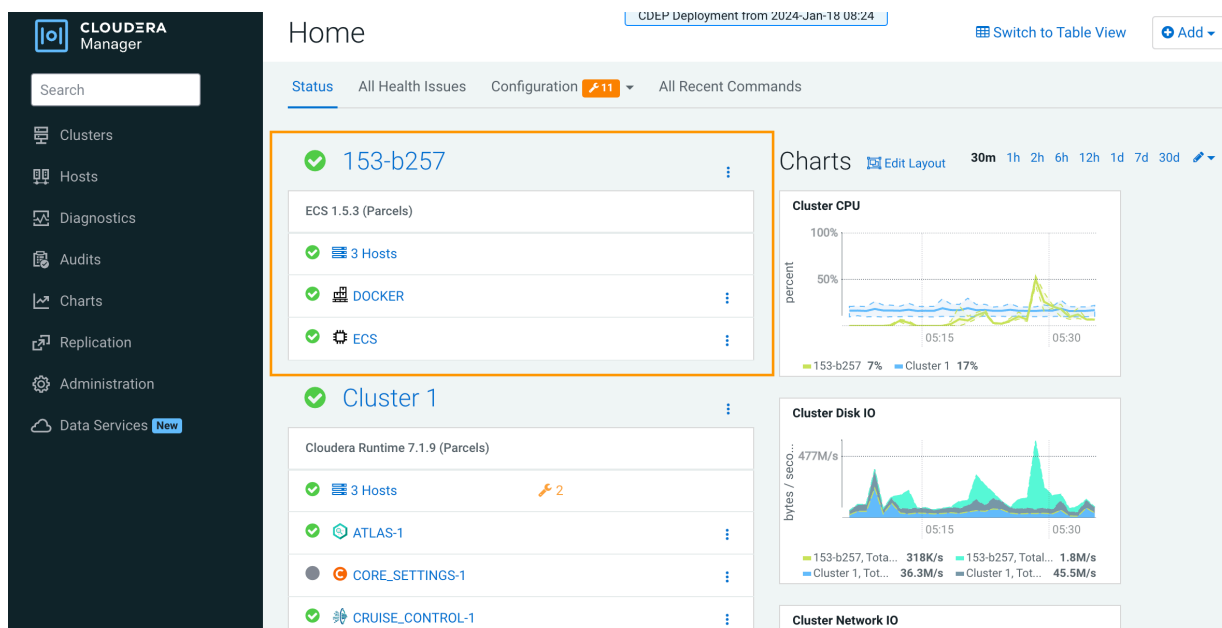 CLOUDERA
Manager
Search
Clusters
Hosts
Diagnostics
Audits
Charts
Replication
Administration
Data Services New
CDEP Deployment from 2024-Jan-18 08:24
Home
Switch to Table View
Add
Status
All Health Issues
Configuration 11
All Recent Commands
153-b257
ECS 1.5.3 (Parcels)
3 Hosts
DOCKER
ECS
Cluster 1
Cloudera Runtime 7.1.9 (Parcels)
3 Hosts 2
ATLAS-1
CORE_SETTINGS-1
CRUISE_CONTROL-1
Charts Edit Layout 30m 1h 2h 6h 12h 1d 7d 30d
Cluster CPU
percent
100%
50%
05:15 05:30
153-b257 7% Cluster 1 17%
Cluster Disk IO
bytes / seco...
477M/s
05:15 05:30
153-b257, Tota... 318K/s 153-b257, Total... 1.8M/s
Cluster 1, Tot... 36.3M/s Cluster 1, Tot... 45.5M/s
Cluster Network IO